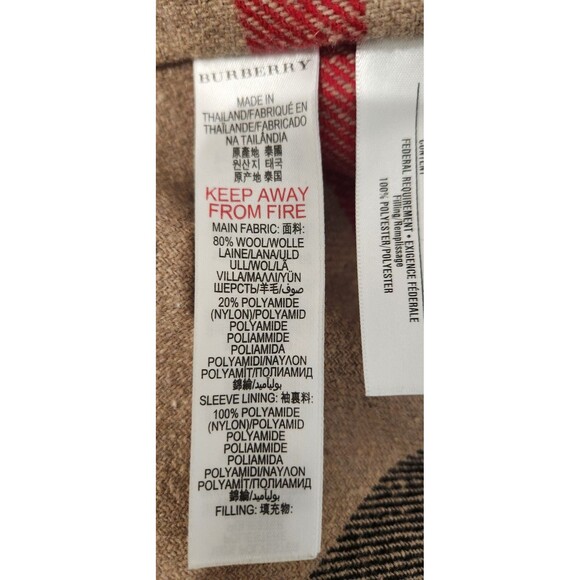 BURBERRY
MADE IN
THAILAND/FABRIQUÉ EN
THAÏLANDE/FABRICADO
NA TAILÂNDIA
原產地 泰國
원산지 태국
原产地 泰国
KEEP AWAY
FROM FIRE
MAIN FABRIC: 面料:
80% WOOL/WOLLE
LAINE/LANA/ULD
ULL/WOL/LÃ
VILLA/ΜΑΛΛΙ/YÜN
ШЕРСТЬ/羊毛/صوف
20% POLYAMIDE
(NYLON)/POLYAMID
POLYAMIDE
POLIAMMIDE
POLIAMIDA
POLYAMIDI/ΝΑΥΛΟΝ
POLYAMİT/ПОЛИАМИД
錦綸/بولياميد
SLEEVE LINING: 袖裏料:
100% POLYAMIDE
(NYLON)/POLYAMID
POLYAMIDE
POLIAMMIDE
POLIAMIDA
POLYAMIDI/ΝΑΥΛΟΝ
POLYAMİT/ПОЛИАМИД
錦綸/بولياميد
FILLING: 填充物:
CONTENT
FEDERAL REQUIREMENT • EXIGENCE FÉDÉRALE
Filling/Remplissage
100% POLYESTER/POLYESTER